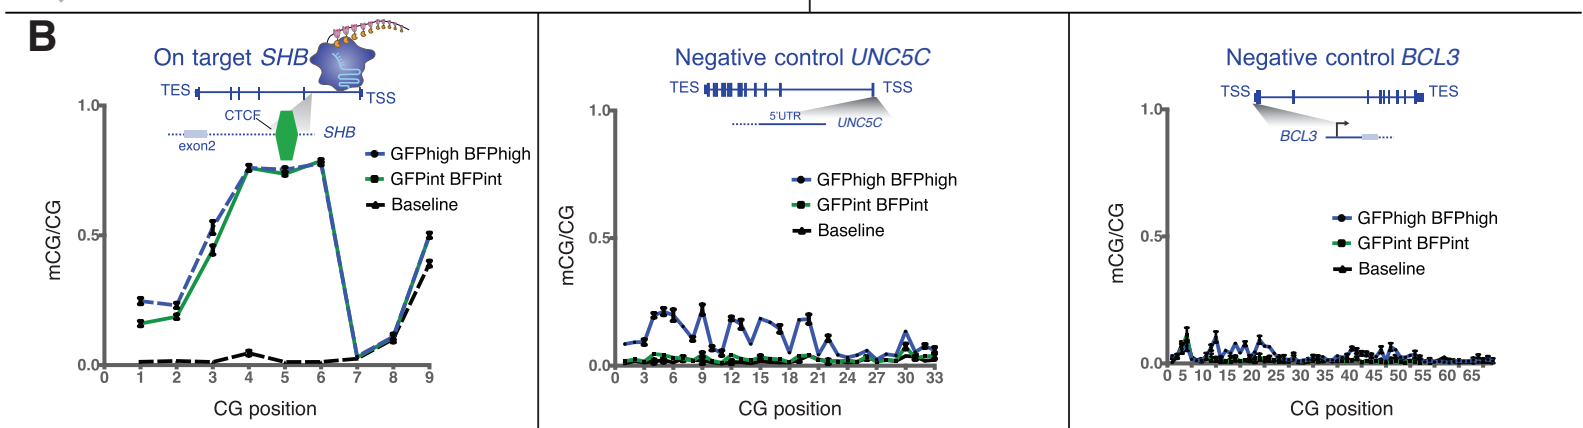 B
On target SHB
TES
TSS
CTCF
SHB
exon2
GFPhigh BFPhigh
GFPint BFPint
Baseline
mCG/CG
1.0
0.5
0.0
0 1 2 3 4 5 6 7 8 9
CG position
Negative control UNC5C
TES
TSS
5'UTR
UNC5C
GFPhigh BFPhigh
GFPint BFPint
Baseline
mCG/CG
1.0
0.5
0.0
0 3 6 9 12 15 18 21 24 27 30 33
CG position
Negative control BCL3
TSS
TES
BCL3
GFPhigh BFPhigh
GFPint BFPint
Baseline
mCG/CG
1.0
0.5
0.0
0 5 10 15 20 25 30 35 40 45 50 55 60 65
CG position